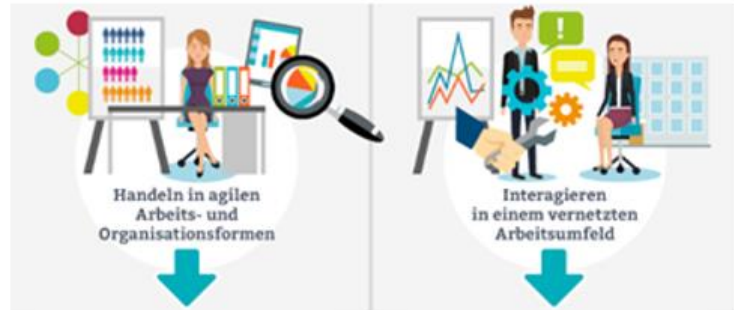 Handeln in agilen
Arbeits- und
Organisationsformen
Interagieren
in einem vernetzten
Arbeitsumfeld